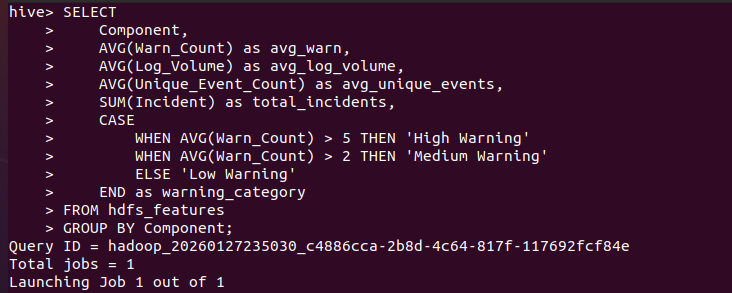 hive> SELECT
    >     Component,
    >     AVG(Warn_Count) as avg_warn,
    >     AVG(Log_Volume) as avg_log_volume,
    >     AVG(Unique_Event_Count) as avg_unique_events,
    >     SUM(Incident) as total_incidents,
    >     CASE
    >         WHEN AVG(Warn_Count) > 5 THEN 'High Warning'
    >         WHEN AVG(Warn_Count) > 2 THEN 'Medium Warning'
    >         ELSE 'Low Warning'
    >     END as warning_category
    > FROM hdfs_features
    > GROUP BY Component;
Query ID = hadoop_20260127235030_c4886cca-2b8d-4c64-817f-117692fcf84e
Total jobs = 1
Launching Job 1 out of 1